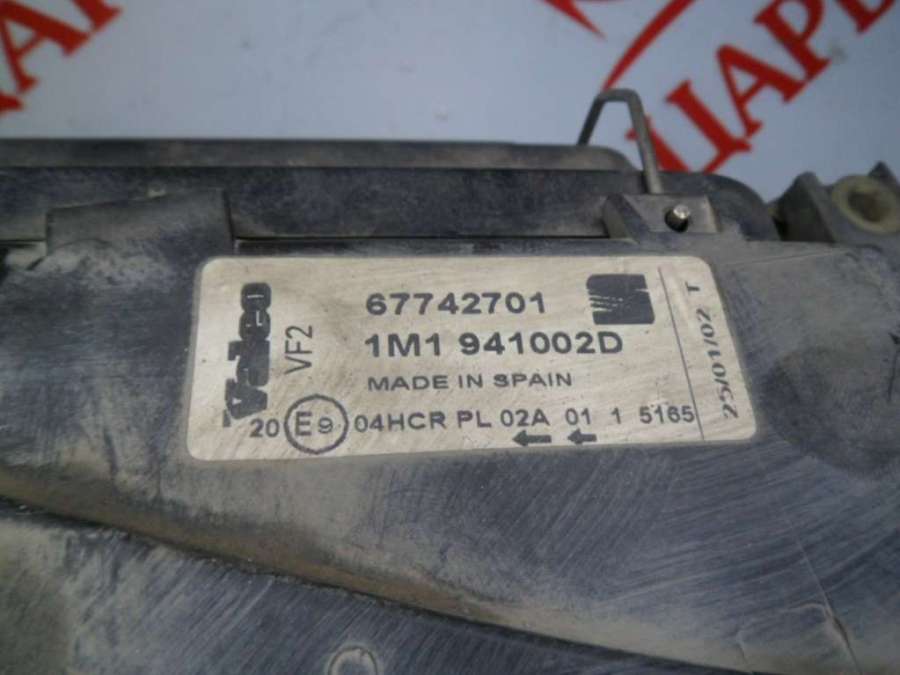 ЦАРЬ
Valeo
VF2
67742701
1M1 941002D
MADE IN SPAIN
20 E9 04HCR PL 02A 01 1 5165
25/01/02 T